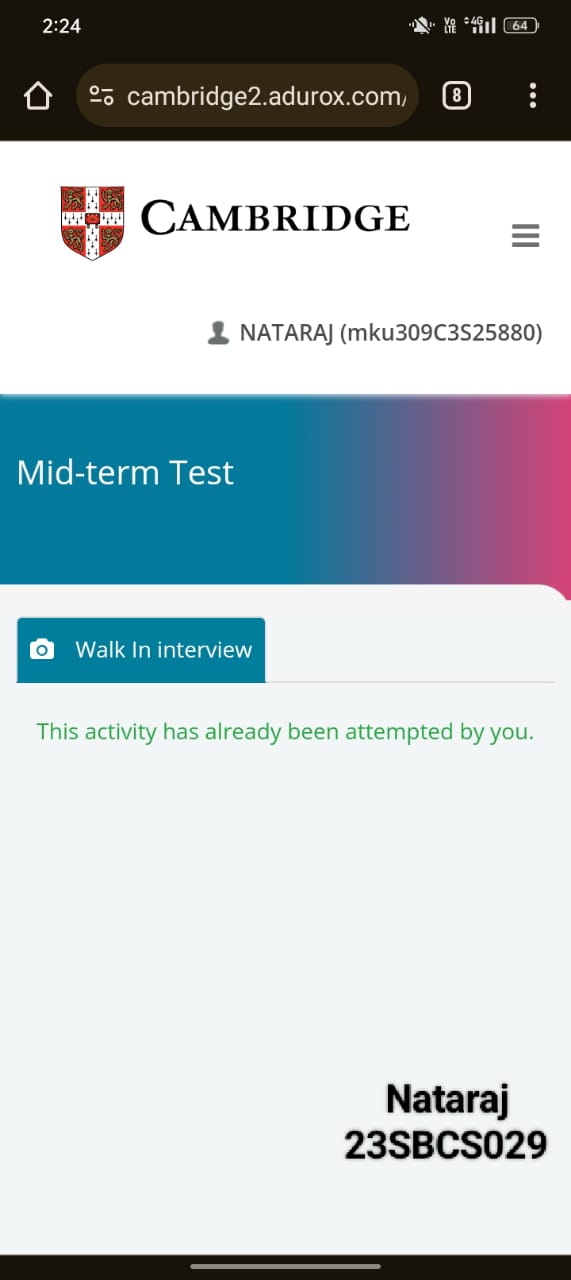 2:24
Vo
LTE
4G
64
cambridge2.adurox.com/
8
CAMBRIDGE
NATARAJ (mku309C3S25880)
Mid-term Test
Walk In interview
This activity has already been attempted by you.
Nataraj
23SBCS029